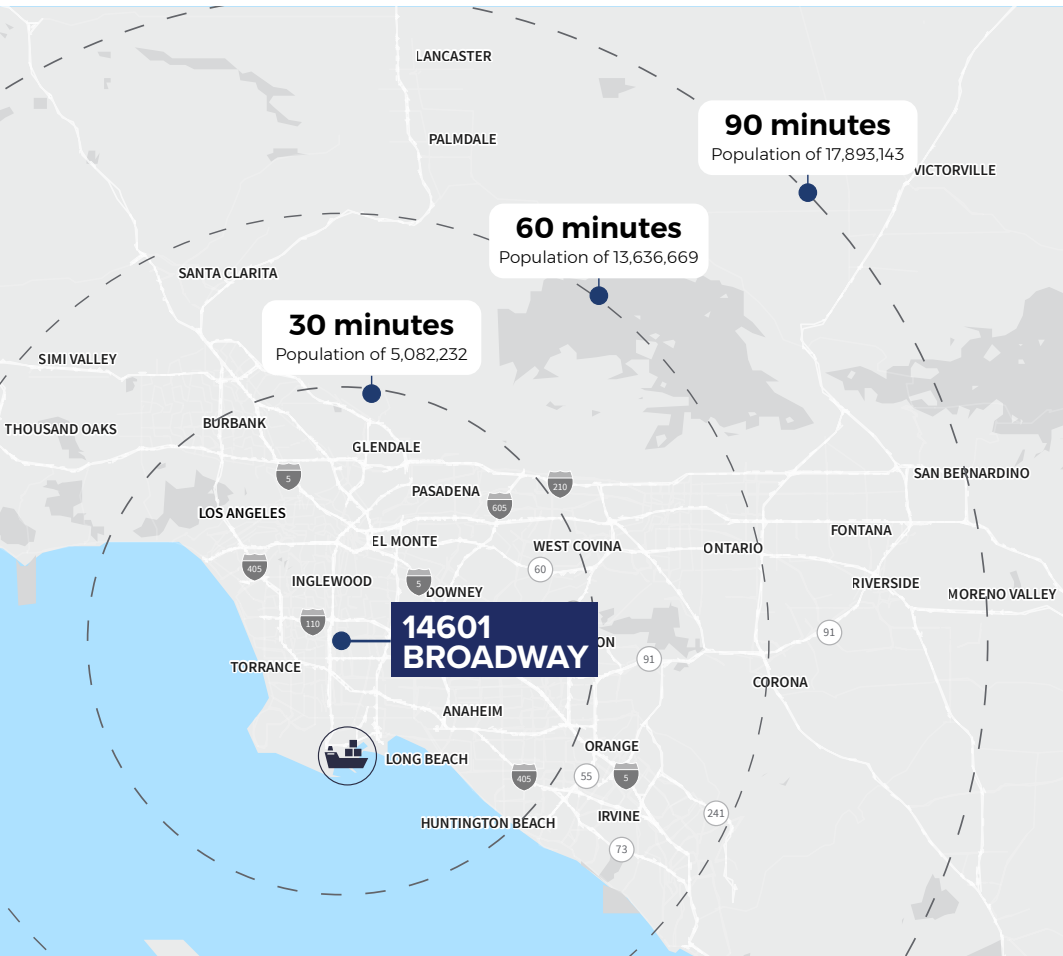 LANCASTER
90 minutes
Population of 17,893,143
PALMDALE
VICTORVILLE
60 minutes
Population of 13,636,669
SANTA CLARITA
30 minutes
Population of 5,082,232
SIMI VALLEY
BURBANK
THOUSAND OAKS
GLENDALE
SAN BERNARDINO
5
210
PASADENA
605
LOS ANGELES
FONTANA
EL MONTE
WEST COVINA
ONTARIO
405
60
INGLEWOOD
5
RIVERSIDE
DOWNEY
MORENO VALLEY
110
14601
BROADWAY
ON
91
91
TORRANCE
CORONA
ANAHEIM
ORANGE
LONG BEACH
405
55
5
241
HUNTINGTON BEACH
IRVINE
73